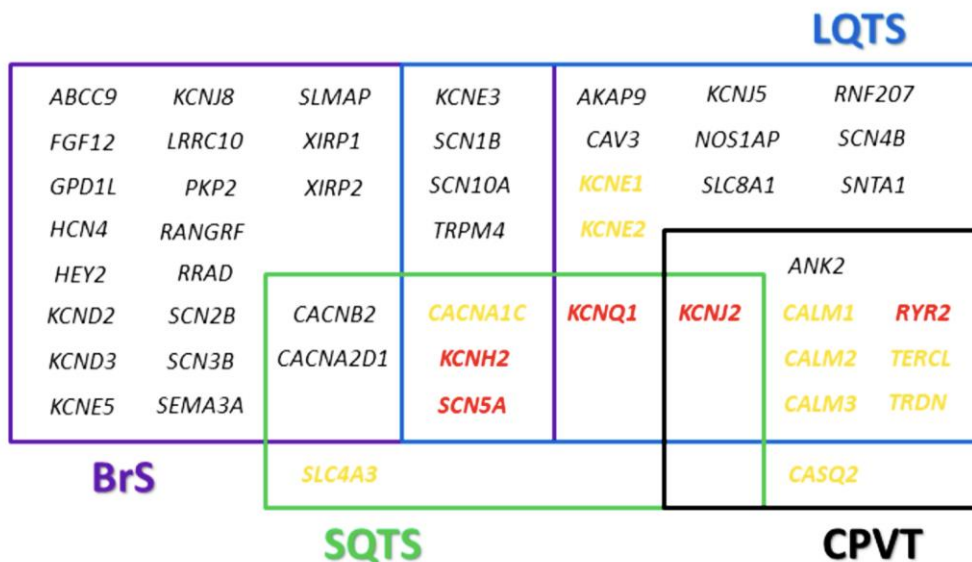 LQTS
ABCC9 KCNJ8 SLMAP KCNE3 AKAP9 KCNJ5 RNF207
FGF12 LRRC10 XIRP1 SCN1B CAV3 NOS1AP SCN4B
GPD1L PKP2 XIRP2 SCN10A KCNE1 SLC8A1 SNTA1
HCN4 RANGRF TRPM4 KCNE2
HEY2 RRAD ANK2
KCND2 SCN2B CACNB2 CACNA1C KCNQ1 KCNJ2 CALM1 RYR2
KCND3 SCN3B CACNA2D1 KCNH2 CALM2 TERCL
KCNE5 SEMA3A SCN5A CALM3 TRDN
BrS SLC4A3 CASQ2
SQTS CPVT